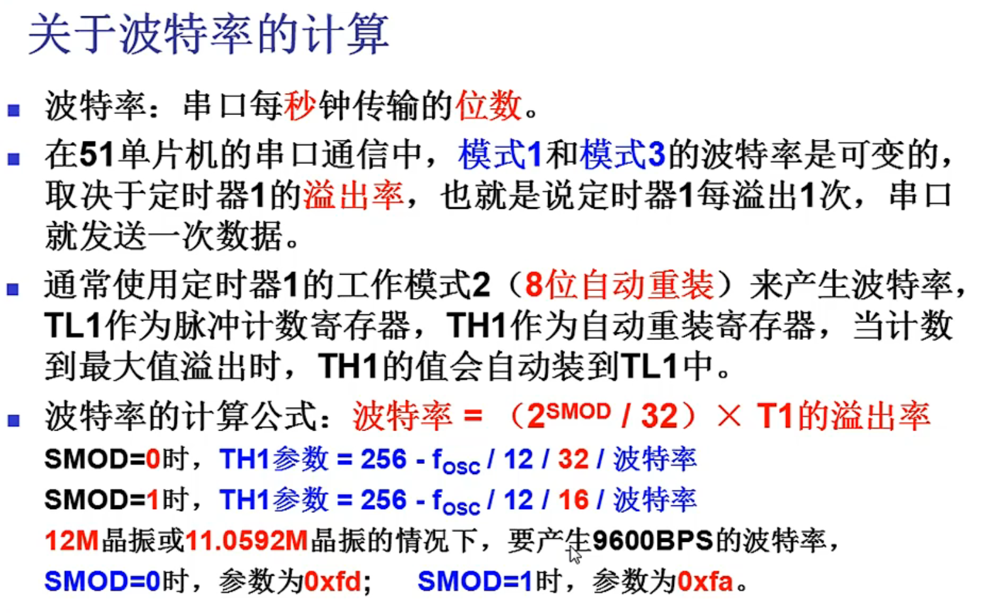 关于波特率的计算
波特率：串口每秒钟传输的位数。
在51单片机的串口通信中，模式1和模式3的波特率是可变的，
取决于定时器1的溢出率，也就是说定时器1每溢出1次，串口
就发送一次数据。
通常使用定时器1的工作模式2（8位自动重装）来产生波特率，
TL1作为脉冲计数寄存器，TH1作为自动重装寄存器，当计数
到最大值溢出时，TH1的值会自动装到TL1中。
波特率的计算公式：波特率 = （2^SMOD / 32）× T1的溢出率
SMOD=0时，TH1参数 = 256 - fOSC / 12 / 32 / 波特率
SMOD=1时，TH1参数 = 256 - fOSC / 12 / 16 / 波特率
12M晶振或11.0592M晶振的情况下，要产生9600BPS的波特率，
SMOD=0时，参数为0xfd; SMOD=1时，参数为0xfa。